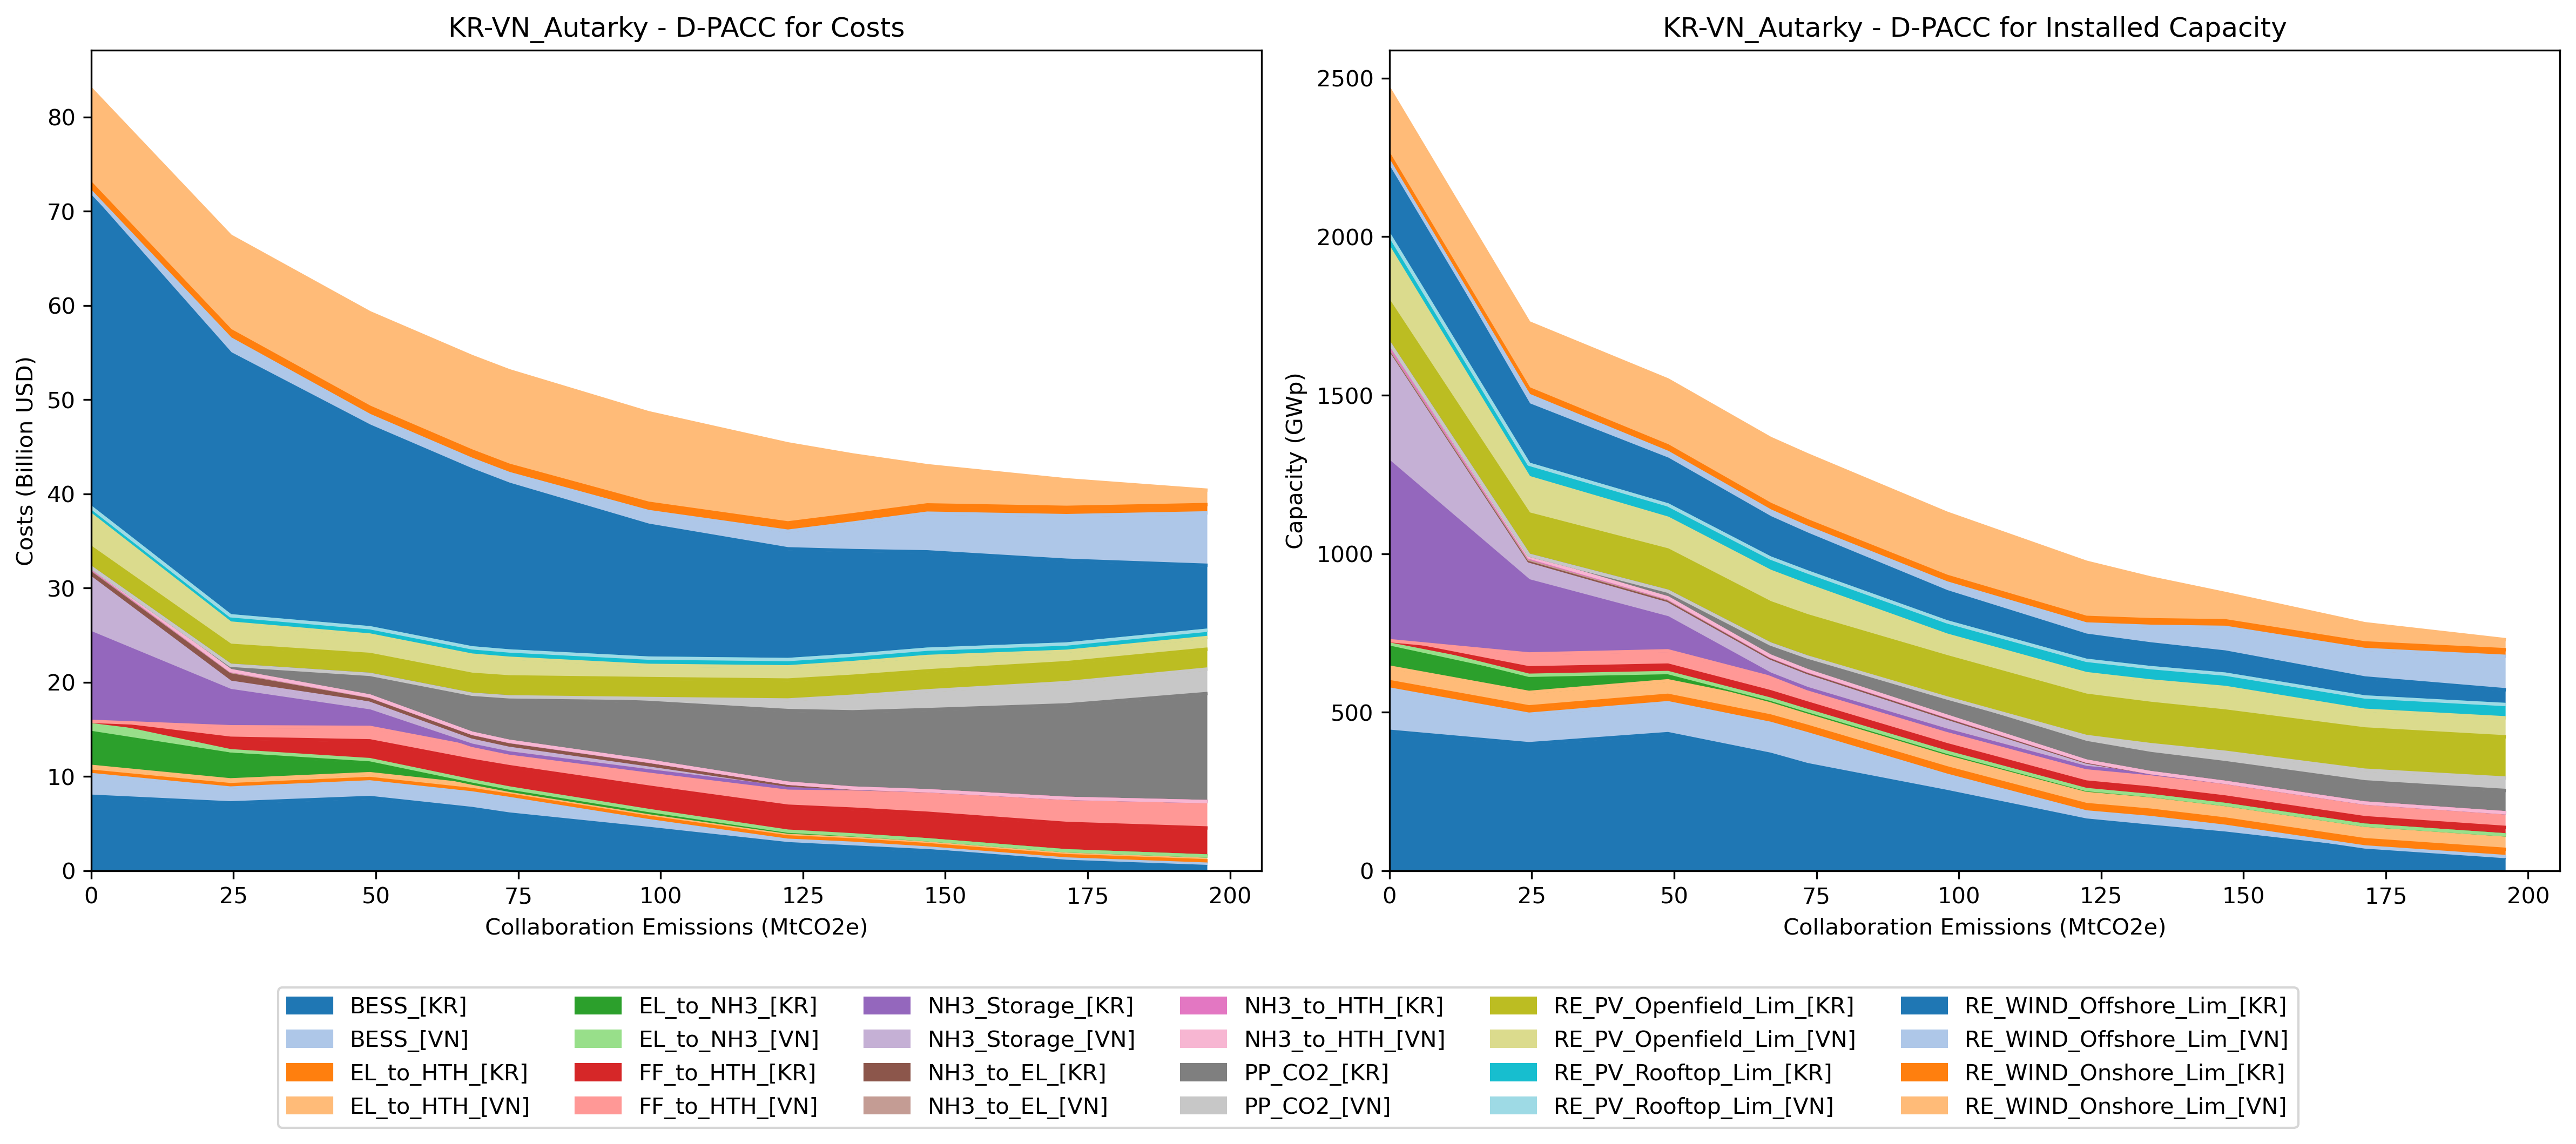 KR-VN_Autarky - D-PACC for Costs
Costs (Billion USD)
80
70
60
50
40
30
20
10
0
0 25 50 75 100 125 150 175 200
Collaboration Emissions (MtCO2e)
KR-VN_Autarky - D-PACC for Installed Capacity
Capacity (GWp)
2500
2000
1500
1000
500
0
0 25 50 75 100 125 150 175 200
Collaboration Emissions (MtCO2e)
BESS_[KR]
BESS_[VN]
EL_to_HTH_[KR]
EL_to_HTH_[VN]
EL_to_NH3_[KR]
EL_to_NH3_[VN]
FF_to_HTH_[KR]
FF_to_HTH_[VN]
NH3_Storage_[KR]
NH3_Storage_[VN]
NH3_to_EL_[KR]
NH3_to_EL_[VN]
NH3_to_HTH_[KR]
NH3_to_HTH_[VN]
PP_CO2_[KR]
PP_CO2_[VN]
RE_PV_Openfield_Lim_[KR]
RE_PV_Openfield_Lim_[VN]
RE_PV_Rooftop_Lim_[KR]
RE_PV_Rooftop_Lim_[VN]
RE_WIND_Offshore_Lim_[KR]
RE_WIND_Offshore_Lim_[VN]
RE_WIND_Onshore_Lim_[KR]
RE_WIND_Onshore_Lim_[VN]